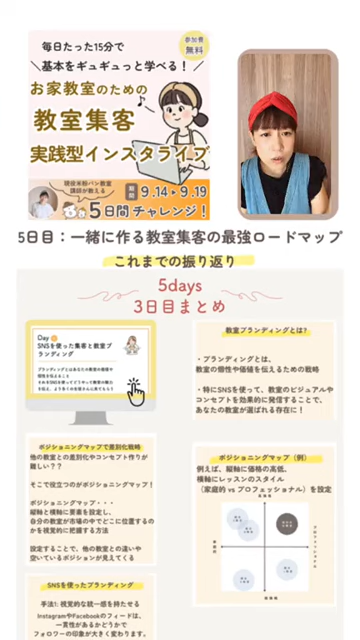 毎日たった15分で
＼基本をギュギュっと学べる！／
参加費
無料
お家教室のための
教室集客
実践型インスタライブ
現役米粉パン教室
講師が教える
期間
9.14▶9.19
5日間チャレンジ！
5日目：一緒に作る教室集客の最強ロードマップ
これまでの振り返り
5days
3日目まとめ
Day
SNSを使った集客と教室ブ
ランディング
教室ブランディングとは?
・ブランディングとは、
教室の個性や価値を伝えるための戦略
・特にSNSを使って、教室のビジュアルや
コンセプトを効果的に発信することで、
あなたの教室が選ばれる存在に！
ポジショニングマップで差別化戦略
他の教室との差別化やコンセプト作りが
難しい？？
そこで役立つのがポジショニングマップ！
ポジショニングマップ・・・
縦軸と横軸に要素を設定し、
自分の教室が市場の中でどこに位置するの
かを視覚的に把握する方法
設定することで、他の教室との違いや
空いているポジションが見えてくる
ポジショニングマップ（例）
例えば、縦軸に価格の高低、
横軸にレッスンのスタイル
（家庭的 vs プロフェッショナル）を設定
SNSを使ったブランディング
手法1: 視覚的な統一感を持たせる
InstagramやFacebookのフィードは、
一貫性があるかどうかで
フォロワーの印象が大きく変わります。